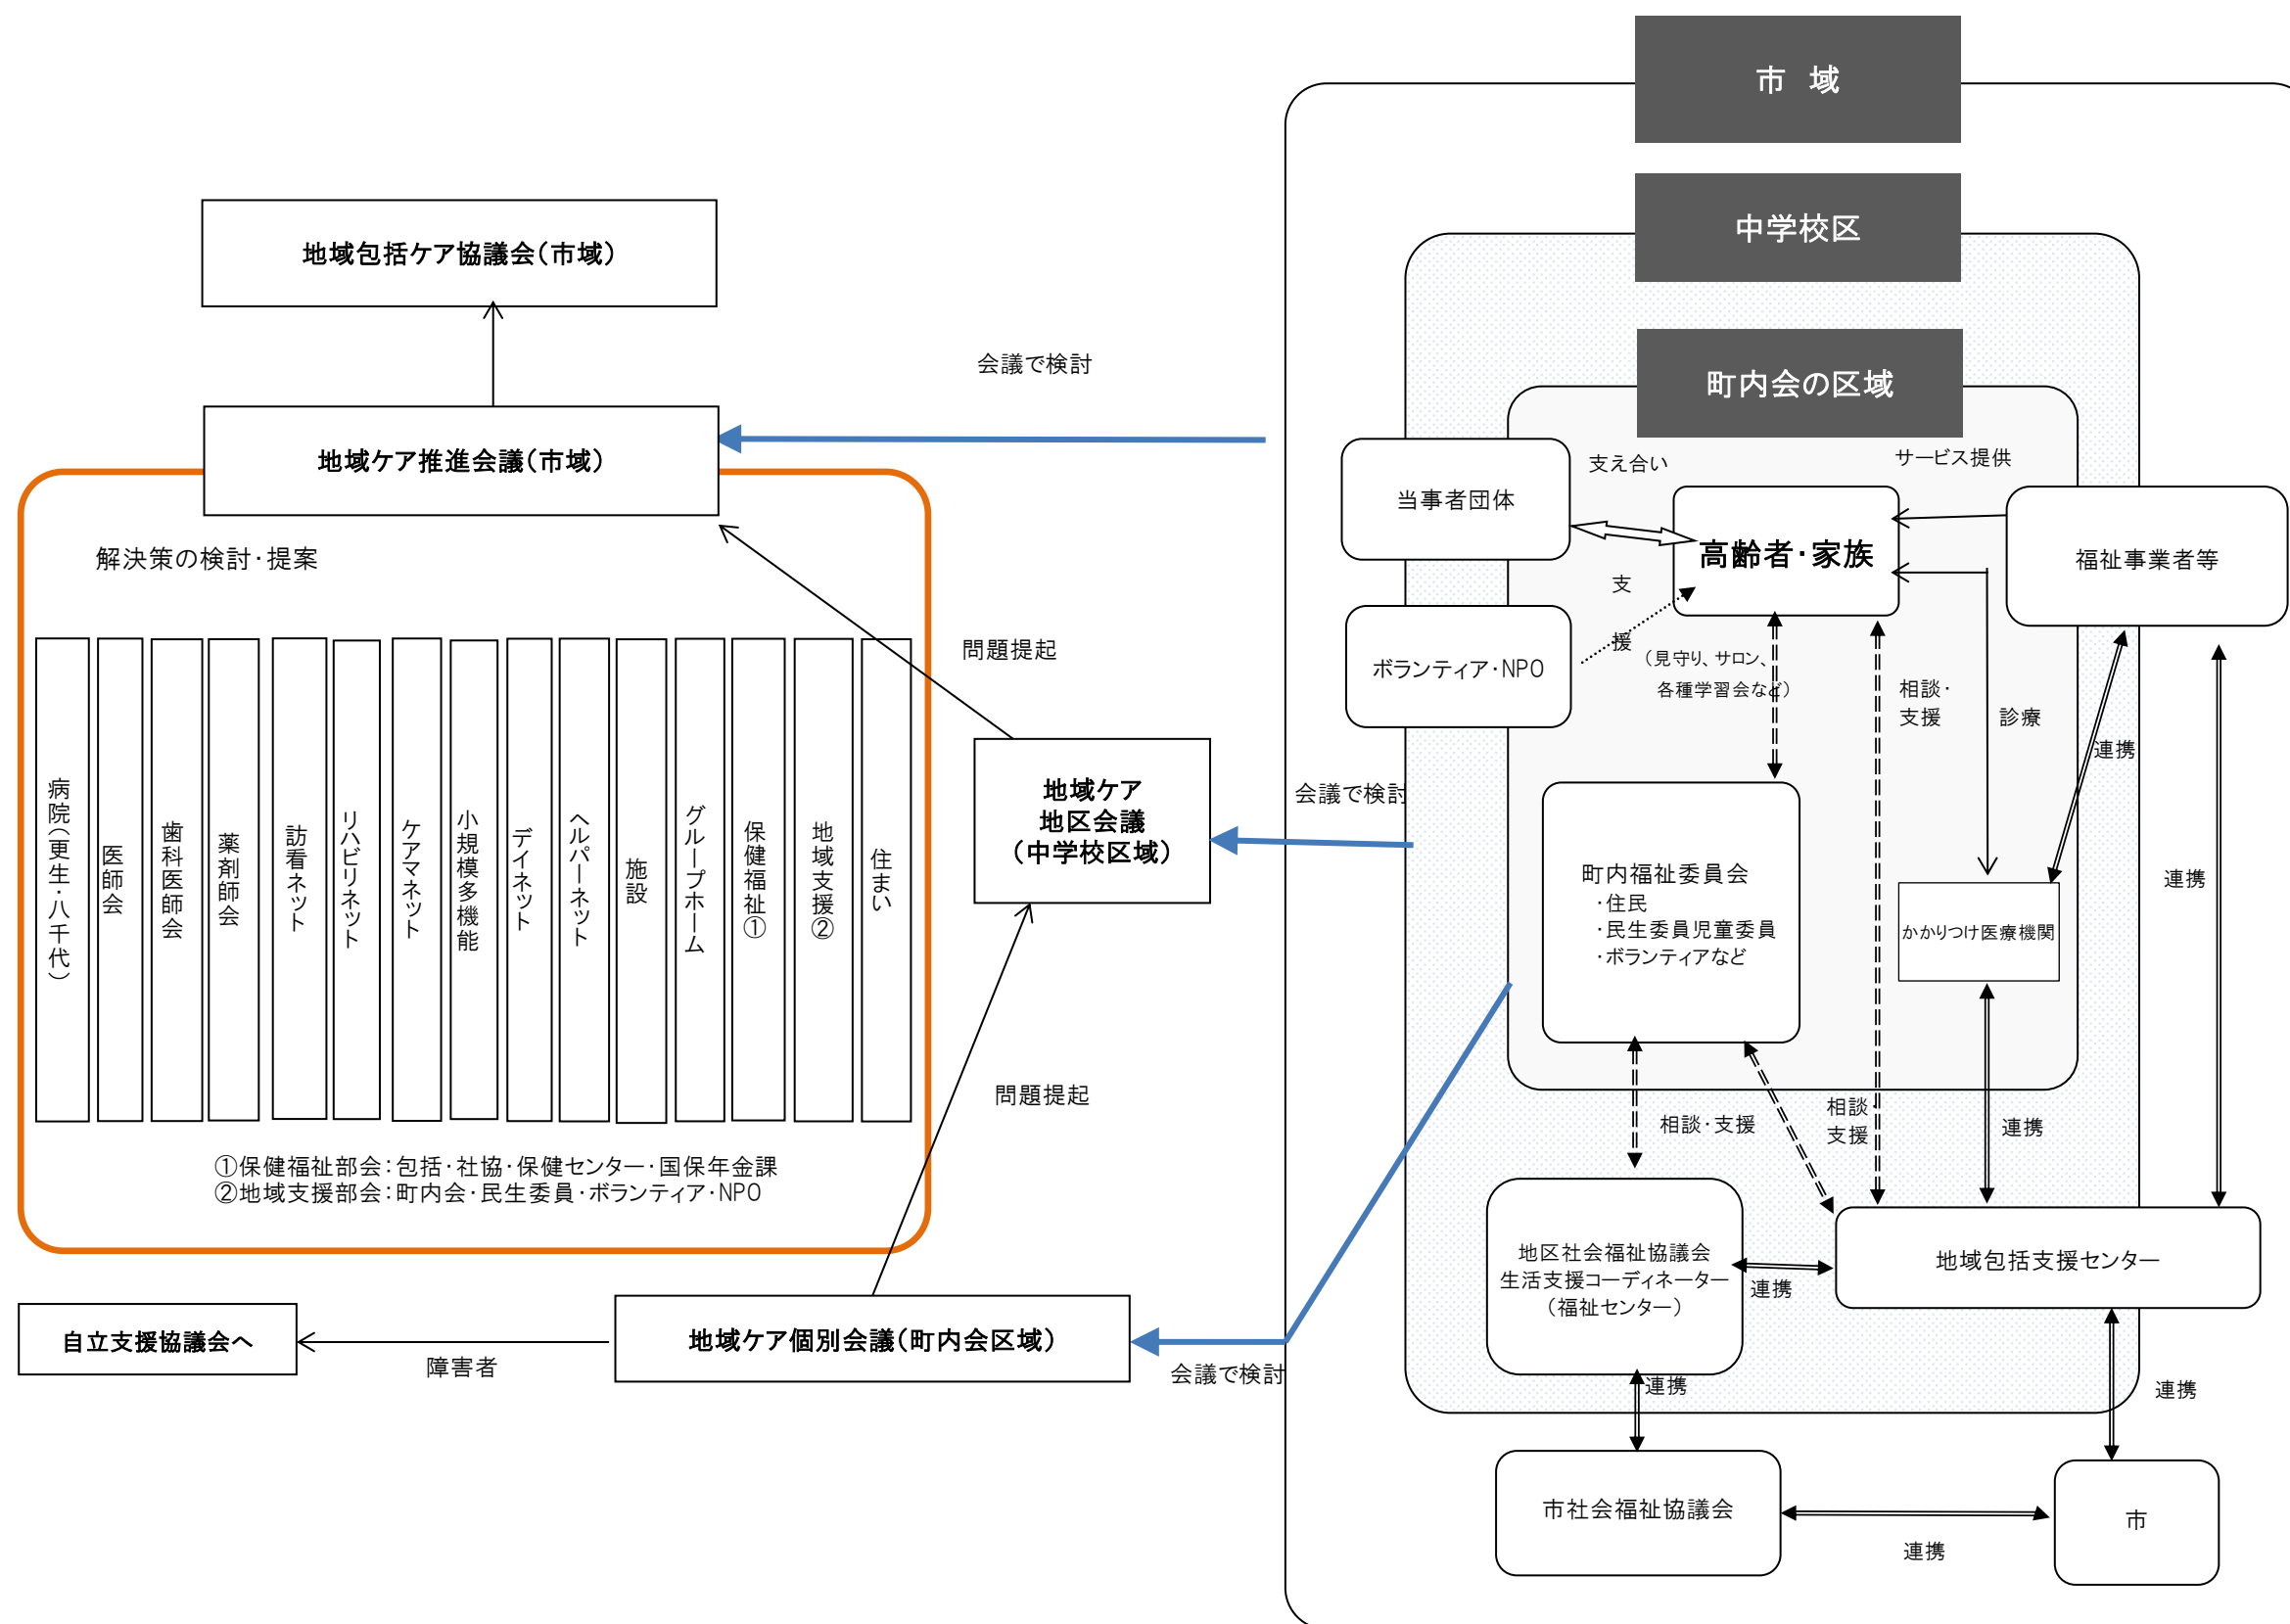 市　域
中学校区
町内会の区域
地域包括ケア協議会（市域）
会議で検討
地域ケア推進会議（市域）
解決策の検討・提案
病院（更生・八千代）
医師会
歯科医師会
薬剤師会
訪看ネット
リハビリネット
ケアマネット
小規模多機能
デイネット
ヘルパーネット
施設
グループホーム
保健福祉①
地域支援②
住まい
①保健福祉部会：包括・社協・保健センター・国保年金課
②地域支援部会：町内会・民生委員・ボランティア・NPO
問題提起
地域ケア
地区会議
（中学校区域）
会議で検討
問題提起
自立支援協議会へ
障害者
地域ケア個別会議（町内会区域）
会議で検討
当事者団体
支え合い
サービス提供
高齢者・家族
福祉事業者等
支
援
ボランティア・NPO
（見守り、サロン、
各種学習会など）
相談・
支援
診療
連携
連携
町内福祉委員会
・住民
・民生委員児童委員
・ボランティアなど
かかりつけ医療機関
相談・支援
相談・
支援
連携
地区社会福祉協議会
生活支援コーディネーター
（福祉センター）
連携
地域包括支援センター
連携
連携
市社会福祉協議会
連携
市